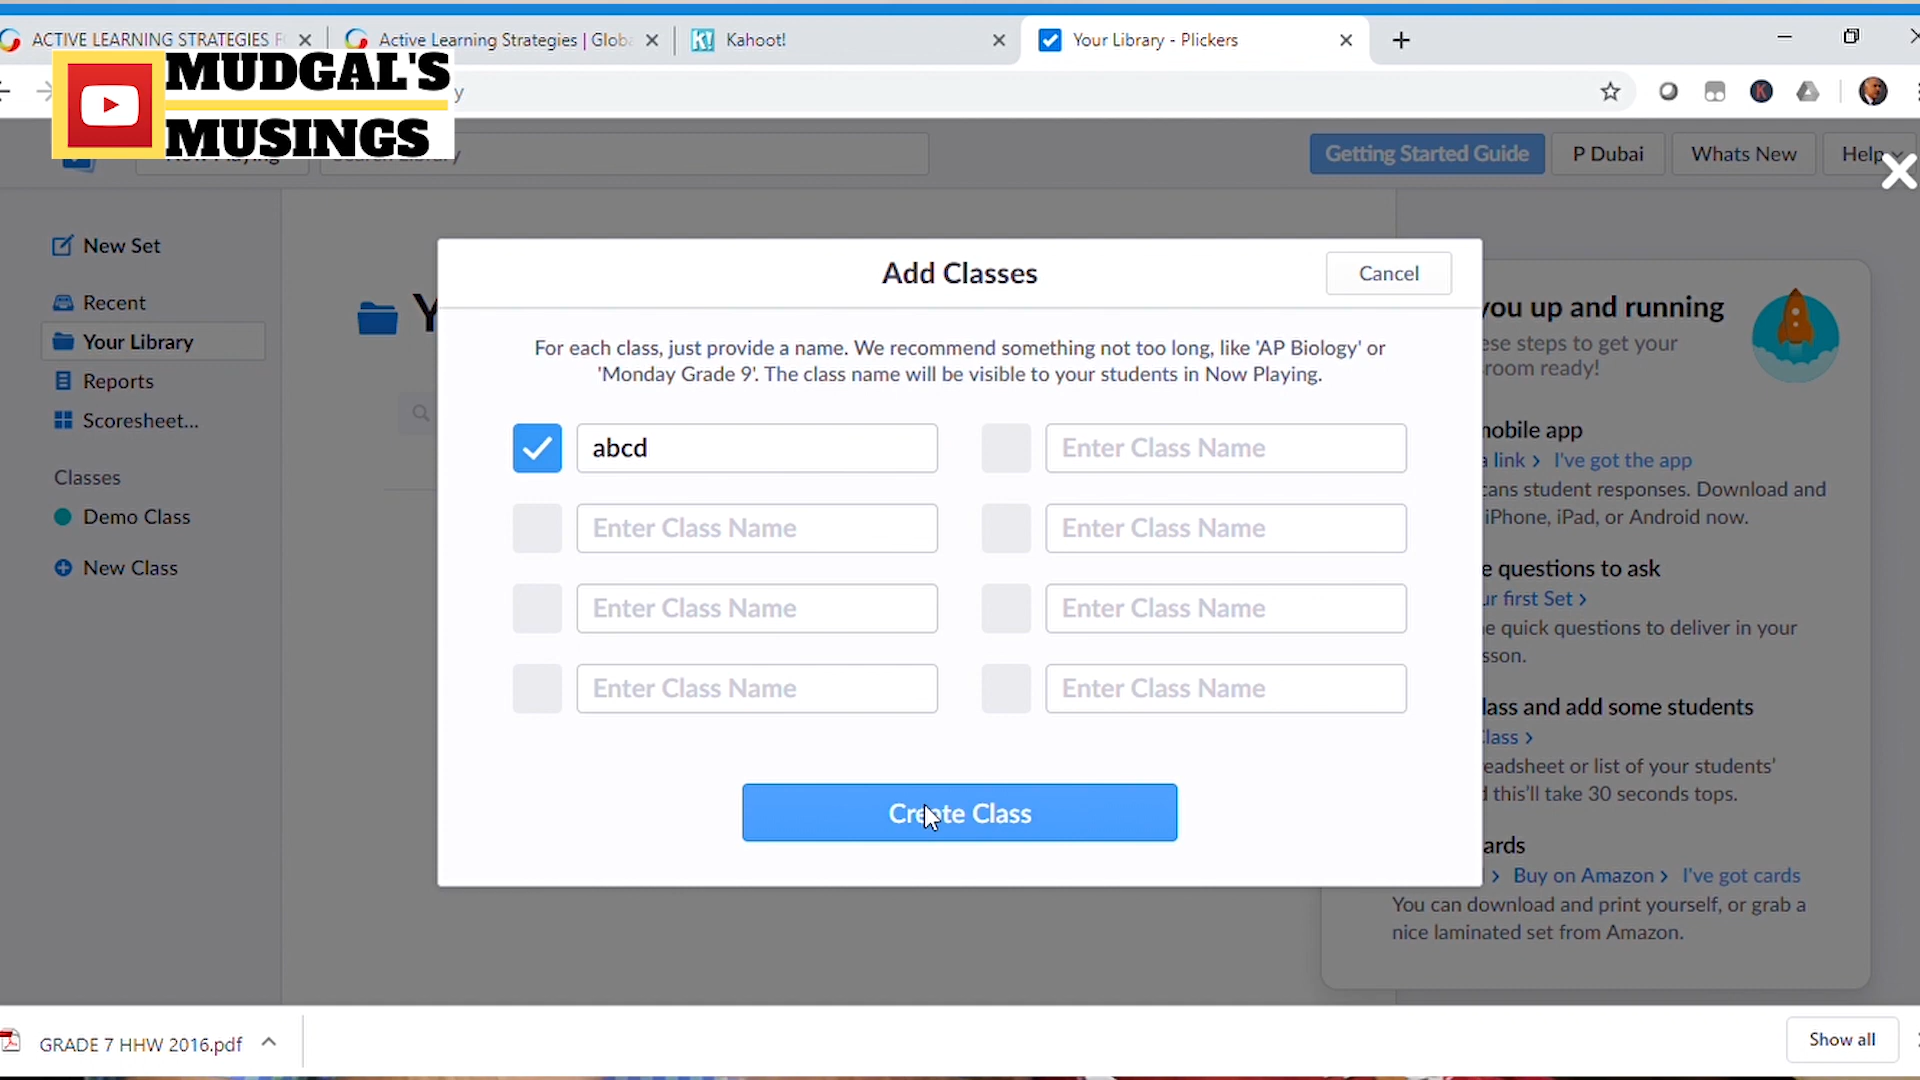 ACTIVE LEARNING STRATEGIES F
Active Learning Strategies | Globa
Kahoot!
Your Library - Plickers
MUDGAL'S
MUSINGS
y
Getting Started Guide
P Dubai
Whats New
Help
New Set
Recent
Your Library
Reports
Scoresheet...
Classes
Demo Class
New Class
Y
Add Classes
Cancel
For each class, just provide a name. We recommend something not too long, like 'AP Biology' or
'Monday Grade 9'. The class name will be visible to your students in Now Playing.
abcd
Enter Class Name
Enter Class Name
Enter Class Name
Enter Class Name
Enter Class Name
Enter Class Name
Enter Class Name
Create Class
you up and running
ese steps to get your
room ready!
mobile app
a link > I've got the app
cans student responses. Download and
iPhone, iPad, or Android now.
e questions to ask
ur first Set >
e quick questions to deliver in your
sson.
lass and add some students
Class >
eadsheet or list of your students'
d this'll take 30 seconds tops.
ards
> Buy on Amazon > I've got cards
You can download and print yourself, or grab a
nice laminated set from Amazon.
GRADE 7 HHW 2016.pdf
Show all